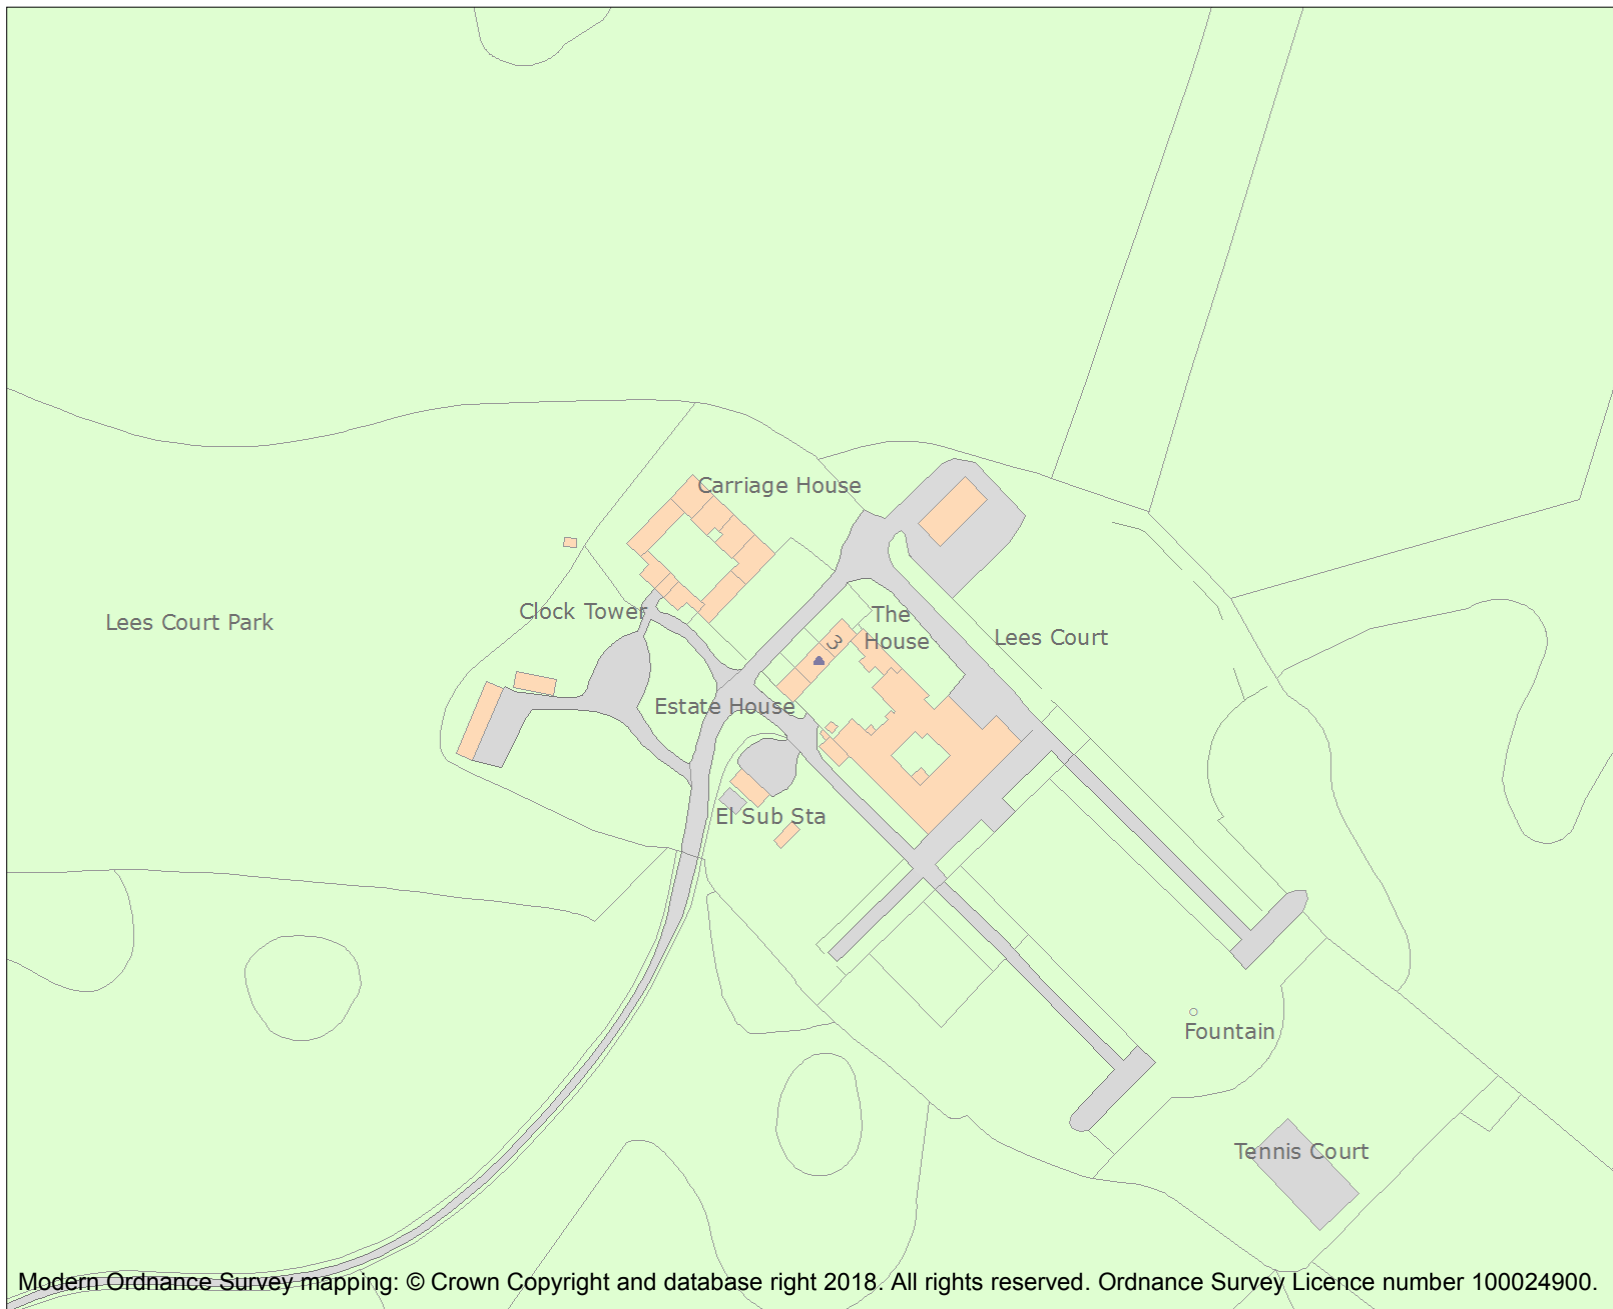 Carriage House
Clock Tower
Lees Court Park
The
House
3
Lees Court
Estate House
El Sub Sta
Fountain
Tennis Court
Modern Ordnance Survey mapping: © Crown Copyright and database right 2018. All rights reserved. Ordnance Survey Licence number 100024900.